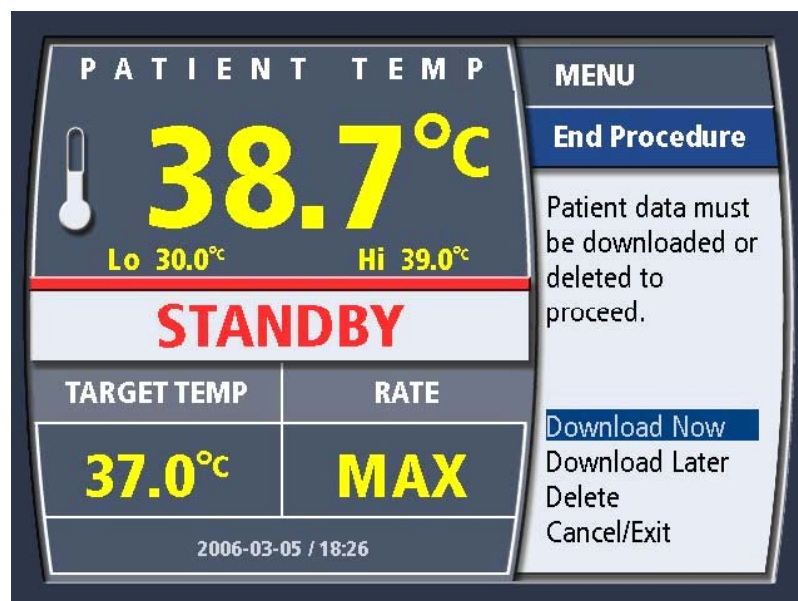 PATIENT TEMP
38.7°C
Lo 30.0°C Hi 39.0°C
STANDBY
TARGET TEMP RATE
37.0°C MAX
2006-03-05 / 18:26
MENU
End Procedure
Patient data must
be downloaded or
deleted to
proceed.
Download Now
Download Later
Delete
Cancel/Exit